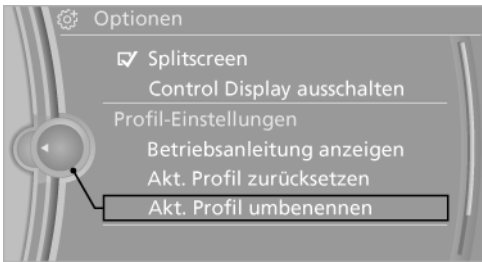 Optionen
Splitscreen
Control Display ausschalten
Profil-Einstellungen
Betriebsanleitung anzeigen
Akt. Profil zurücksetzen
Akt. Profil umbenennen